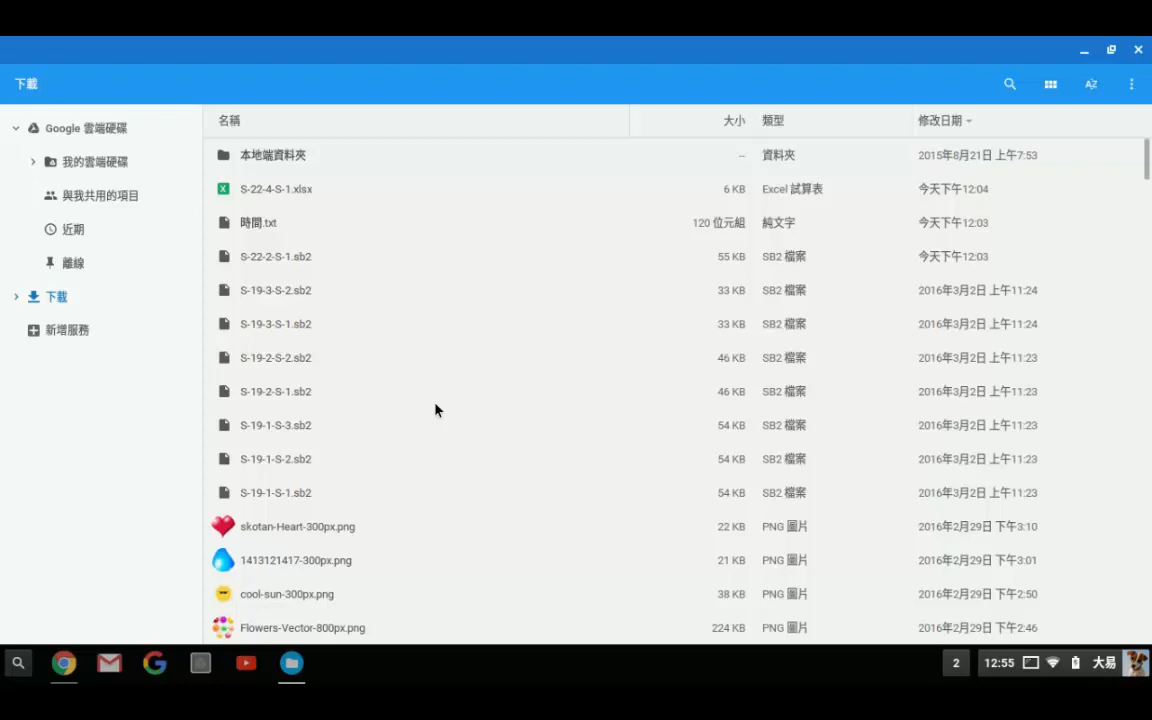 下載
Google 雲端硬碟
我的雲端硬碟
與我共用的項目
近期
離線
下載
新增服務
名稱 大小 類型 修改日期
本地端資料夾 -- 資料夾 2015年8月21日 上午7:53
S-22-4-S-1.xlsx 6 KB Excel 試算表 今天下午12:04
時間.txt 120 位元組 純文字 今天下午12:03
S-22-2-S-1.sb2 55 KB SB2 檔案 今天下午12:03
S-19-3-S-2.sb2 33 KB SB2 檔案 2016年3月2日 上午11:24
S-19-3-S-1.sb2 33 KB SB2 檔案 2016年3月2日 上午11:24
S-19-2-S-2.sb2 46 KB SB2 檔案 2016年3月2日 上午11:23
S-19-2-S-1.sb2 46 KB SB2 檔案 2016年3月2日 上午11:23
S-19-1-S-3.sb2 54 KB SB2 檔案 2016年3月2日 上午11:23
S-19-1-S-2.sb2 54 KB SB2 檔案 2016年3月2日 上午11:23
S-19-1-S-1.sb2 54 KB SB2 檔案 2016年3月2日 上午11:23
skotan-Heart-300px.png 22 KB PNG 圖片 2016年2月29日 下午3:10
1413121417-300px.png 21 KB PNG 圖片 2016年2月29日 下午3:01
cool-sun-300px.png 38 KB PNG 圖片 2016年2月29日 下午2:50
Flowers-Vector-800px.png 224 KB PNG 圖片 2016年2月29日 下午2:46
2 12:55 大易